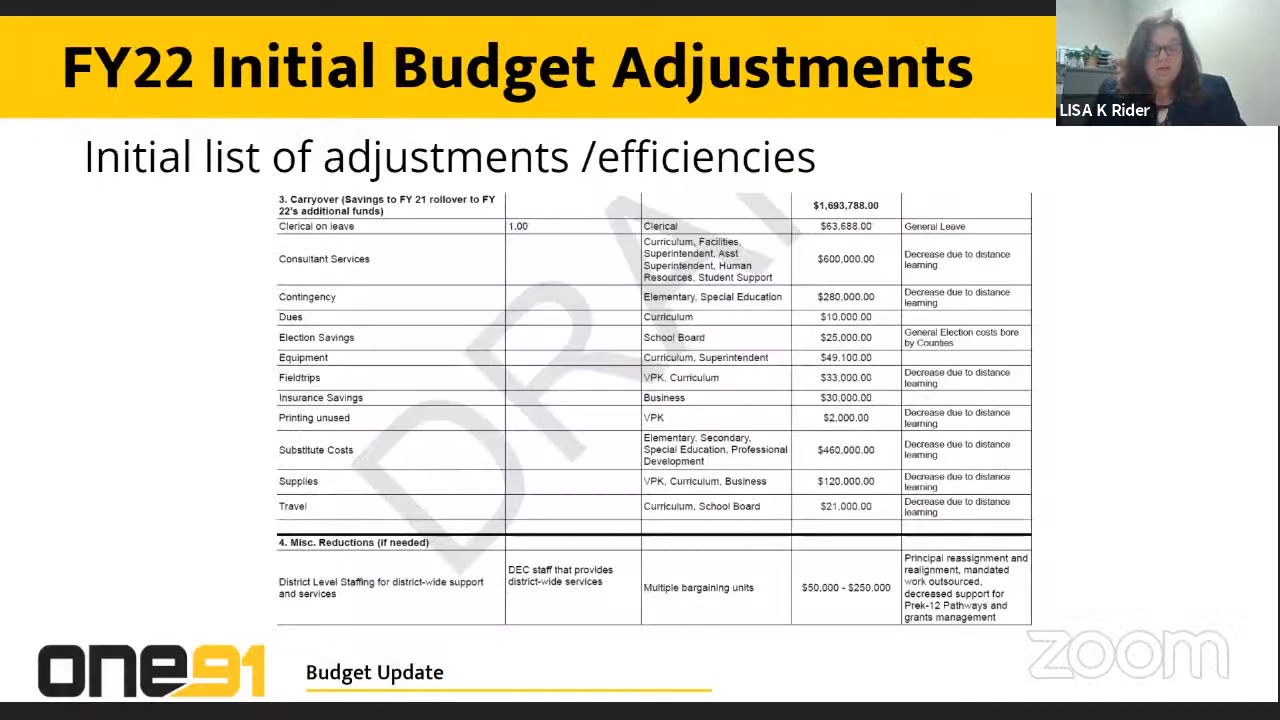 FY22 Initial Budget Adjustments
LISA K Rider
Initial list of adjustments /efficiencies
3. Carryover (Savings to FY 21 rollover to FY
22's additional funds)
$1,693,788.00
Clerical on leave 1.00 Clerical $63,688.00 General Leave
Consultant Services
Curriculum, Facilities,
Superintendent, Asst
Superintendent, Human
Resources, Student Support
$600,000.00
Decrease due to distance
learning
Contingency Elementary, Special Education $280,000.00
Decrease due to distance
learning
Dues Curriculum $10,000.00
Election Savings School Board $25,000.00
General Election costs bore
by Counties
Equipment Curriculum, Superintendent $49,100.00
Fieldtrips VPK, Curriculum $33,000.00
Decrease due to distance
learning
Insurance Savings Business $30,000.00
Printing unused VPK $2,000.00
Decrease due to distance
learning
Substitute Costs
Elementary, Secondary,
Special Education, Professional
Development
$460,000.00
Decrease due to distance
learning
Supplies VPK, Curriculum, Business $120,000.00
Decrease due to distance
learning
Travel Curriculum, School Board $21,000.00
Decrease due to distance
learning
4. Misc. Reductions (if needed)
District Level Staffing for district-wide support
and services
DEC staff that provides
district-wide services
Multiple bargaining units
$50,000 - $250,000
Principal reassignment and
realignment, mandated
work outsourced,
decreased support for
Prek-12 Pathways and
grants management
DRA
zoom
one91
Budget Update